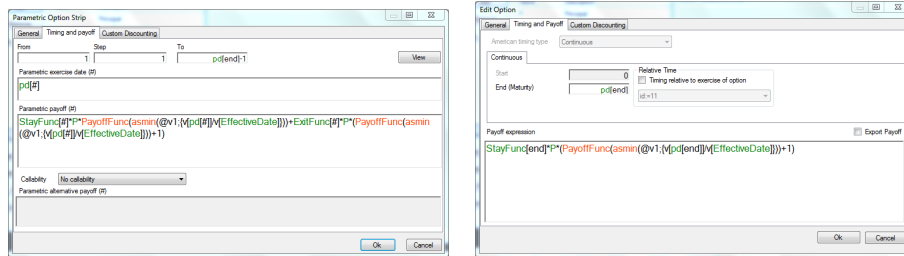 Parametric Option Strip
General Timing and payoff Custom Discounting
From Step To
1 1 pd[end]-1
View
Parametric exercise date (#)
pd[#]
Parametric payoff (#)
StayFunc[#]*P*PayoffFunc(asmin(@v1;{v[pd[#]]/v[EffectiveDate]}))+ExitFunc[#]*P*(PayoffFunc(asmin
(@v1;{v[pd[#]]/v[EffectiveDate]}))+1)
Callability No callability
Parametric alternative payoff (#)
Ok Cancel
Edit Option
General Timing and Payoff Custom Discounting
American timing type Continuous
Continuous
Start 0
End (Maturity) pd[end]
Relative Time
Timing relative to exercise of option
id:=11
Payoff expression
Export Payoff
StayFunc[end]*P*(PayoffFunc(asmin(@v1;{v[pd[end]]/v[EffectiveDate]}))+1)
Ok Cancel